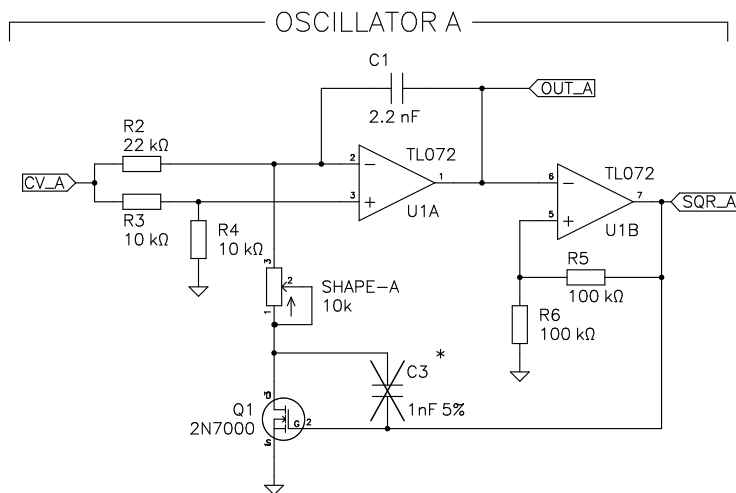 OSCILLATOR A
C1
2.2 nF
OUT_A
R2
22 kΩ
TL072
2
1
3
U1A
CV_A
R3
10 kΩ
R4
10 kΩ
TL072
6
7
5
U1B
SQR_A
R5
100 kΩ
R6
100 kΩ
3
2
1
SHAPE-A
10k
C3
*
1nF 5%
Q1
2N7000
D
G
2
S